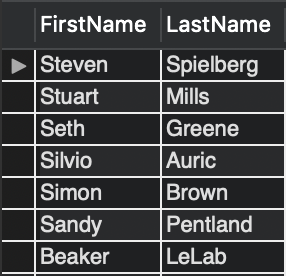 FirstName LastName
Steven Spielberg
Stuart Mills
Seth Greene
Silvio Auric
Simon Brown
Sandy Pentland
Beaker LeLab